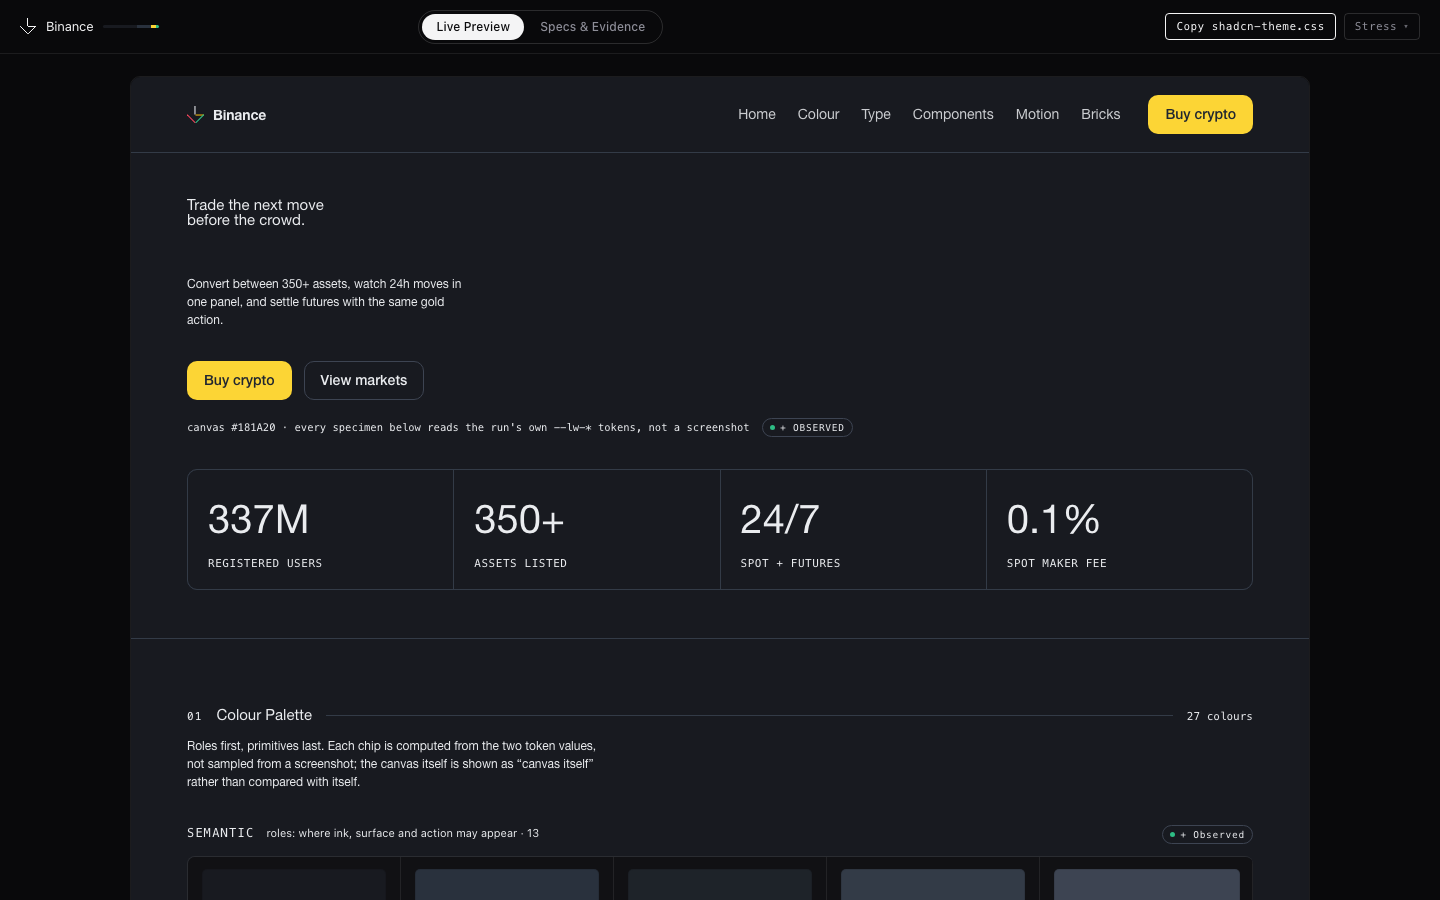 Binance
Live Preview
Specs & Evidence
Copy shadcn-theme.css
Stress
Binance
Home
Colour
Type
Components
Motion
Bricks
Buy crypto
Trade the next move
before the crowd.
Convert between 350+ assets, watch 24h moves in
one panel, and settle futures with the same gold
action.
Buy crypto
View markets
canvas #181A20 · every specimen below reads the run's own --lw-* tokens, not a screenshot
+ OBSERVED
337M
REGISTERED USERS
350+
ASSETS LISTED
24/7
SPOT + FUTURES
0.1%
SPOT MAKER FEE
01 Colour Palette
27 colours
Roles first, primitives last. Each chip is computed from the two token values,
not sampled from a screenshot; the canvas itself is shown as “canvas itself”
rather than compared with itself.
SEMANTIC roles: where ink, surface and action may appear · 13
+ Observed